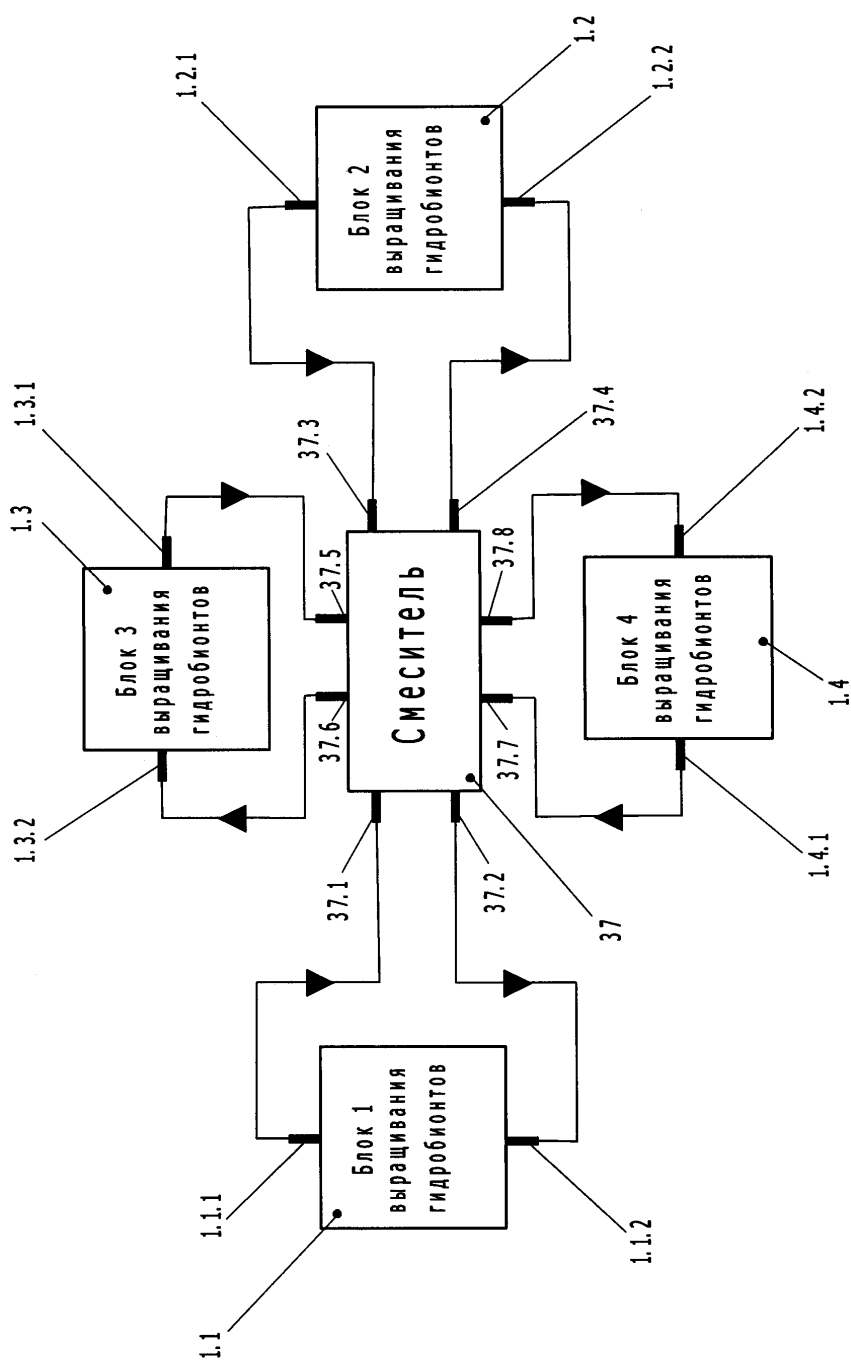 1.3
1.3.1
1.3.2
Блок 3
выращивания
гидробионтов
1.2.1
1.2
Блок 2
выращивания
гидробионтов
1.2.2
1.1.1
1.1
Блок 1
выращивания
гидробионтов
1.1.2
37.6
37.5
37.1
37.3
Смеситель
37.2
37.4
37.7
37.8
37
1.4.1
1.4.2
Блок 4
выращивания
гидробионтов
1.4